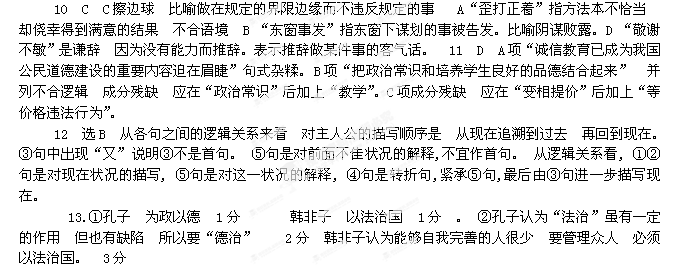 10　C　C擦边球　比喻做在规定的界限边缘而不违反规定的事　　A“歪打正着”指方法本不恰当
却侥幸得到满意的结果　不合语境　B　“东窗事发”指东窗下谋划的事被告发。比喻阴谋败露。D　“敬谢
不敏”是谦辞　因为没有能力而推辞。表示推辞做某件事的客气话。　11　D　A项“诚信教育已成为我国
公民道德建设的重要内容迫在眉睫”句式杂糅。B项“把政治常识和培养学生良好的品德结合起来”　并
列不合逻辑　成分残缺　应在“政治常识”后加上“教学”。C项成分残缺　应在“变相提价”后加上“等
价格违法行为”。
12　选B　从各句之间的逻辑关系来看　对主人公的描写顺序是　从现在追溯到过去　再回到现在。
③句中出现“又”说明③不是首句。　⑤句是对前面不佳状况的解释,不宜作首句。　从逻辑关系看,①②
句是对现在状况的描写,⑤句是对这一状况的解释,④句是转折句,紧承⑤句,最后由③句进一步描写现
在。
13.①孔子　为政以德　1分　　　韩非子　以法治国　1分　。②孔子认为“法治”虽有一定
的作用　但也有缺陷　所以要“德治”　　2分　韩非子认为能够自我完善的人很少　要管理众人　必须
以法治国。　3分